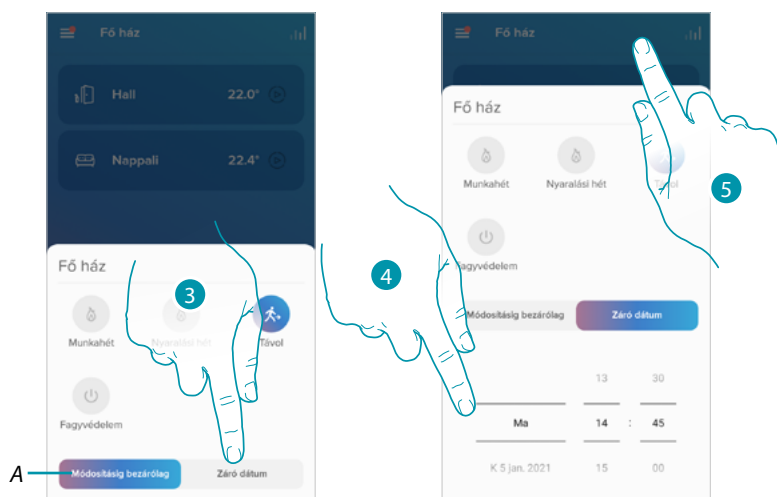 Fő ház
Hall 22.0°
Nappali 22.4°
Fő ház
3
Munkahét Nyaralási hét Távol
Fagyvédelem
A
Módosításig bezárólag Záró dátum
Fő ház
Fő ház
5
Munkahét Nyaralási hét Távol
4
Fagyvédelem
Módosításig bezárólag Záró dátum
13 30
Ma 14 : 45
K 5 jan. 2021 15 00